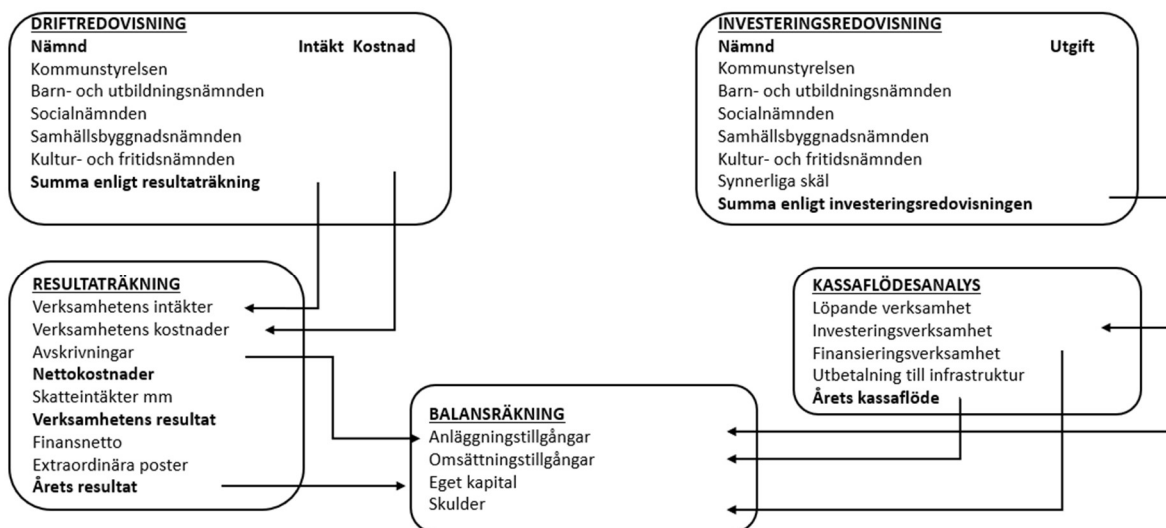 DRIFTREDOVISNING
Nämnd Intäkt Kostnad
Kommunstyrelsen
Barn- och utbildningsnämnden
Socialnämnden
Samhällsbyggnadsnämnden
Kultur- och fritidsnämnden
Summa enligt resultaträkning
INVESTERINGSREDOVISNING
Nämnd Utgift
Kommunstyrelsen
Barn- och utbildningsnämnden
Socialnämnden
Samhällsbyggnadsnämnden
Kultur- och fritidsnämnden
Synnerliga skäl
Summa enligt investeringsredovisningen
RESULTATRÄKNING
Verksamhetens intäkter
Verksamhetens kostnader
Avskrivningar
Nettokostnader
Skatteintäkter mm
Verksamhetens resultat
Finansnetto
Extraordinära poster
Årets resultat
KASSAFLÖDESANALYS
Löpande verksamhet
Investeringsverksamhet
Finansieringsverksamhet
Utbetalning till infrastruktur
Årets kassaflöde
BALANSRÄKNING
Anläggningstillgångar
Omsättningstillgångar
Eget kapital
Skulder